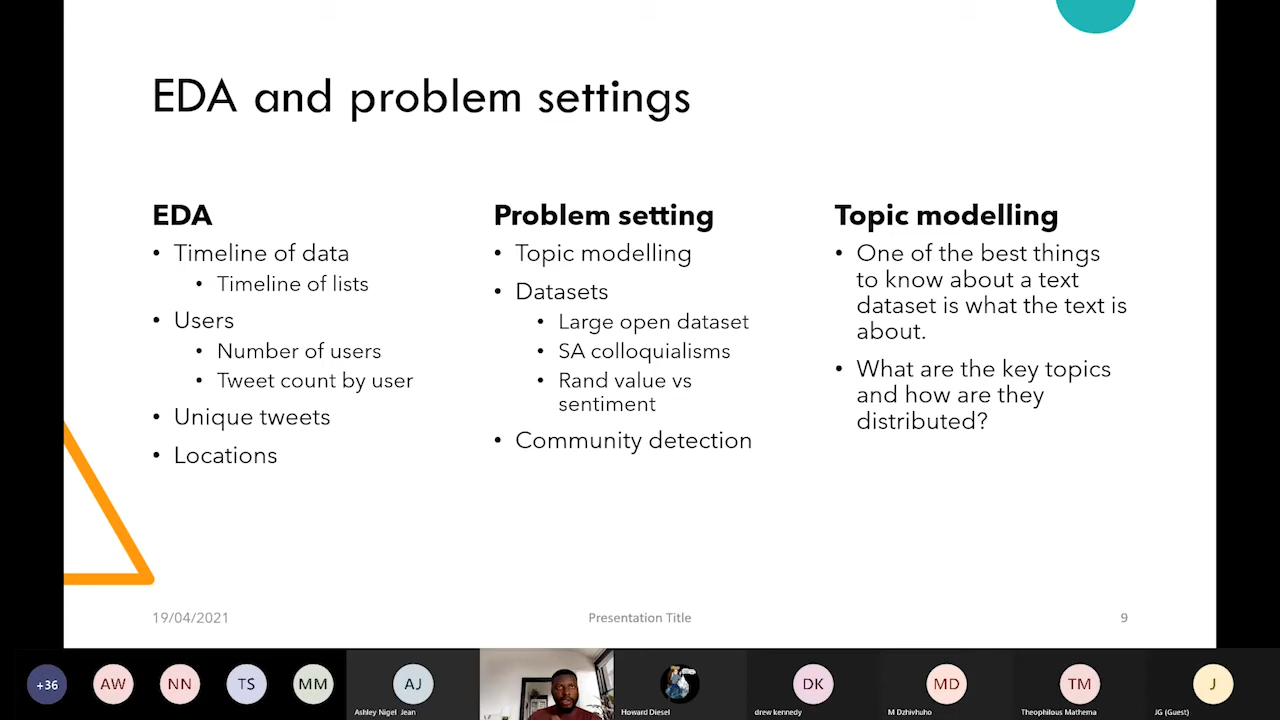 EDA and problem settings
EDA
• Timeline of data
• Timeline of lists
• Users
• Number of users
• Tweet count by user
• Unique tweets
• Locations
Problem setting
• Topic modelling
• Datasets
• Large open dataset
• SA colloquialisms
• Rand value vs
sentiment
• Community detection
Topic modelling
• One of the best things
to know about a text
dataset is what the text is
about.
• What are the key topics
and how are they
distributed?
19/04/2021
Presentation Title
9
+36
AW
NN
TS
MM
AJ
Ashley Nigel Jean
Howard Diesel
DK
drew kennedy
MD
M Dzhivhuho
TM
Theophilous Mathema
J
JG (Guest)